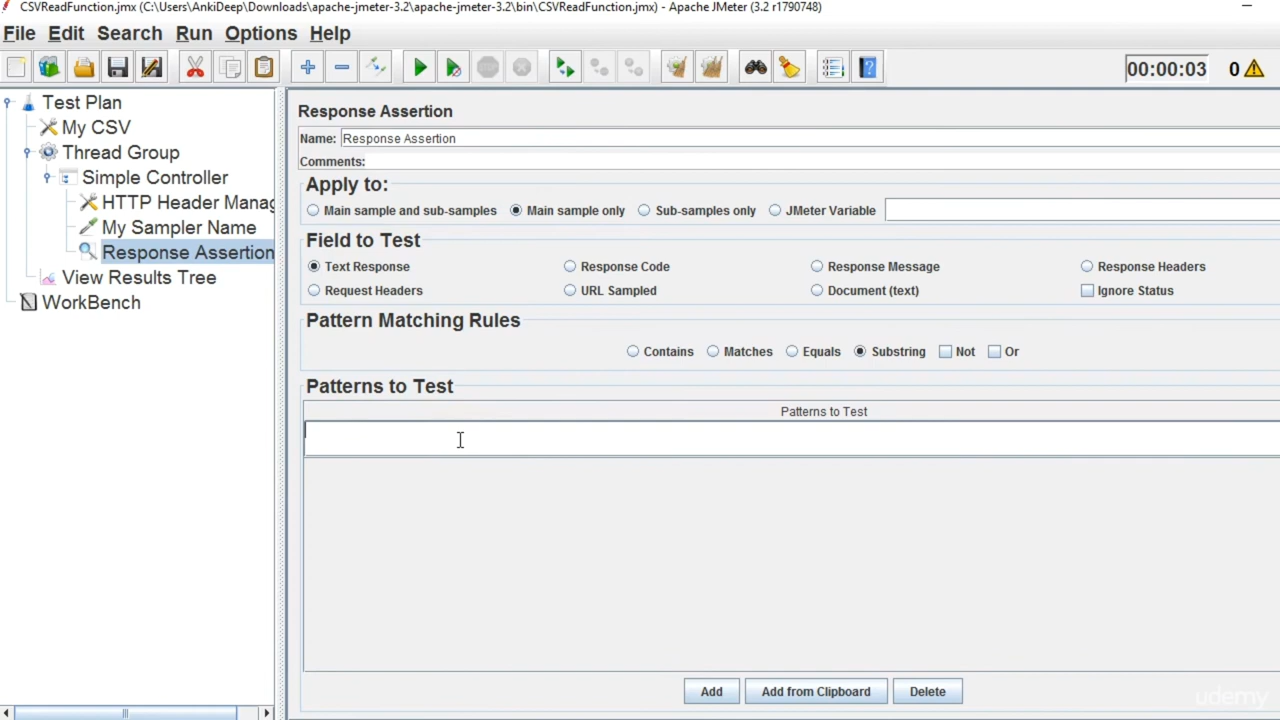 CSVReadFunction.jmx (C:\Users\AnkiDeep\Downloads\apache-jmeter-3.2\apache-jmeter-3.2\bin\CSVReadFunction.jmx) - Apache JMeter (3.2 r1790748)
File Edit Search Run Options Help
00:00:03 0
Test Plan
My CSV
Thread Group
Simple Controller
HTTP Header Manag
My Sampler Name
Response Assertion
View Results Tree
WorkBench
Response Assertion
Name: Response Assertion
Comments:
Apply to:
Main sample and sub-samples Main sample only Sub-samples only JMeter Variable
Field to Test
Text Response Response Code Response Message Response Headers
Request Headers URL Sampled Document (text) Ignore Status
Pattern Matching Rules
Contains Matches Equals Substring Not Or
Patterns to Test
Patterns to Test
Add Add from Clipboard Delete
udemy